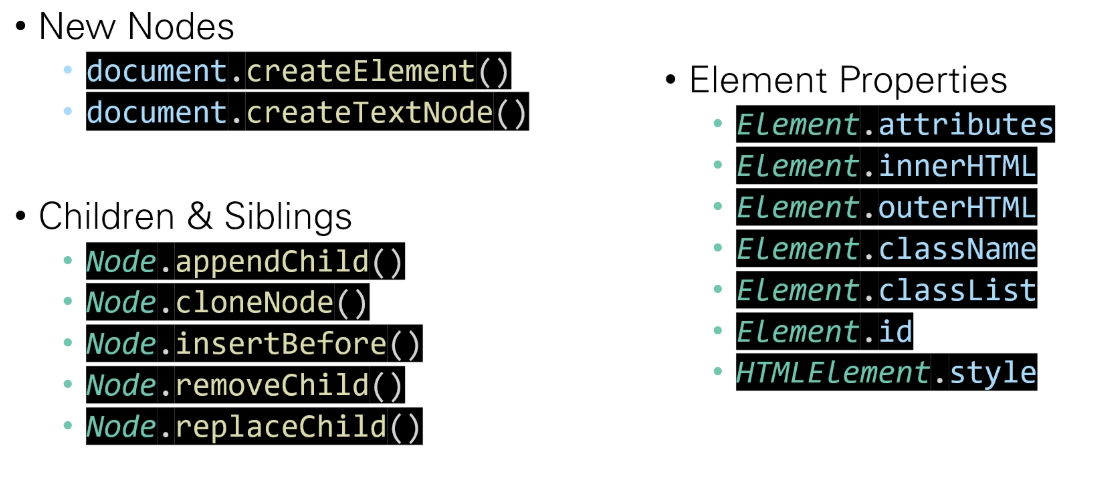 • New Nodes
• document.createElement()
• document.createTextNode()
• Children & Siblings
• Node.appendChild()
• Node.cloneNode()
• Node.insertBefore()
• Node.removeChild()
• Node.replaceChild()
• Element Properties
• Element.attributes
• Element.innerHTML
• Element.outerHTML
• Element.className
• Element.classList
• Element.id
• HTMLElement.style